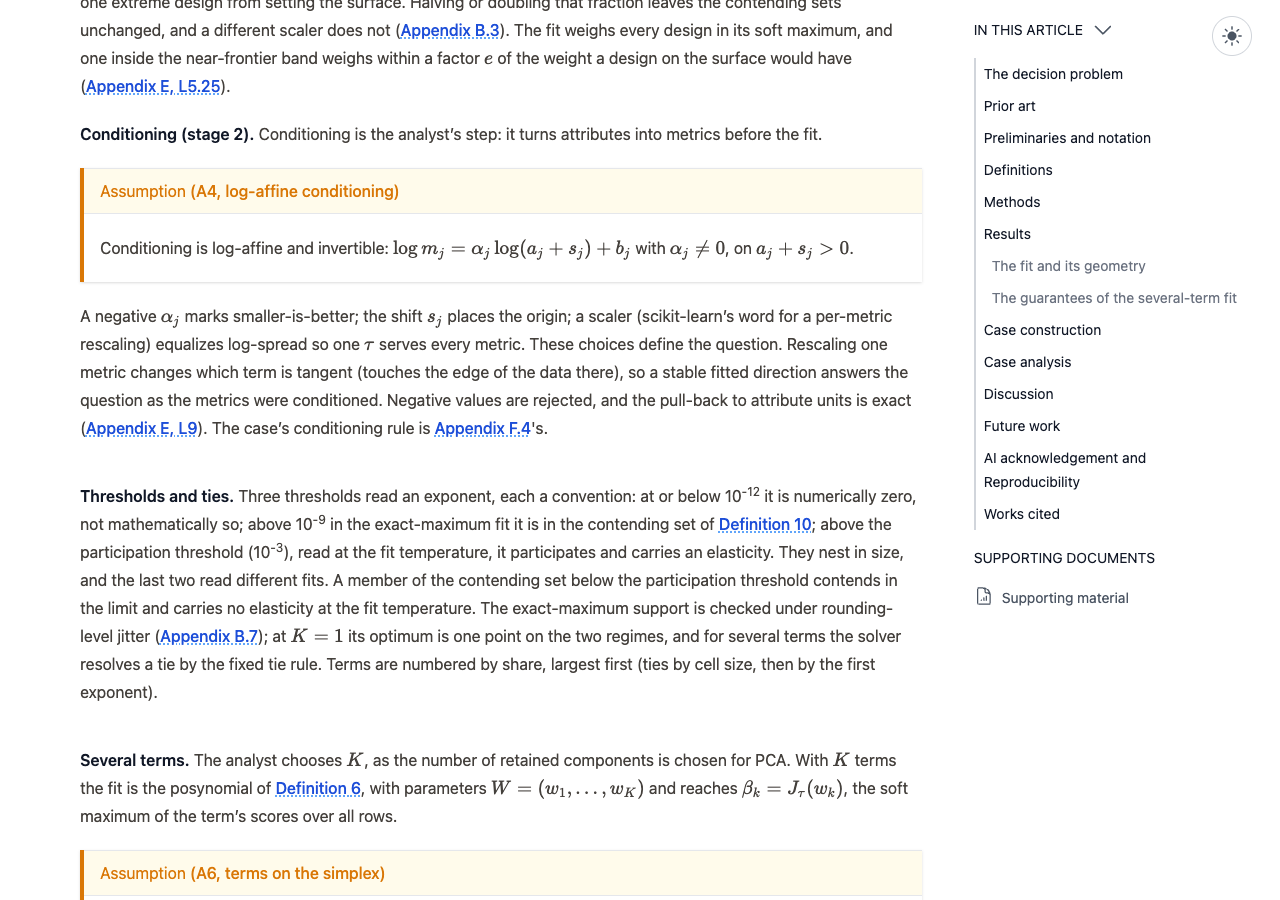 one extreme design from setting the surface. Halving or doubling that fraction leaves the contending sets
unchanged, and a different scaler does not (Appendix B.3). The fit weighs every design in its soft maximum, and
one inside the near-frontier band weighs within a factor e of the weight a design on the surface would have
(Appendix E, L5.25).
Conditioning (stage 2). Conditioning is the analyst's step: it turns attributes into metrics before the fit.
Assumption (A4, log-affine conditioning)
Conditioning is log-affine and invertible: log m_j = α_j log(a_j + s_j) + b_j with α_j ≠ 0, on a_j + s_j > 0.
A negative α_j marks smaller-is-better; the shift s_j places the origin; a scaler (scikit-learn's word for a per-metric
rescaling) equalizes log-spread so one τ serves every metric. These choices define the question. Rescaling one
metric changes which term is tangent (touches the edge of the data there), so a stable fitted direction answers the
question as the metrics were conditioned. Negative values are rejected, and the pull-back to attribute units is exact
(Appendix E, L9). The case's conditioning rule is Appendix F.4's.
Thresholds and ties. Three thresholds read an exponent, each a convention: at or below 10⁻¹² it is numerically zero,
not mathematically so; above 10⁻⁹ in the exact-maximum fit it is in the contending set of Definition 10; above the
participation threshold (10⁻³), read at the fit temperature, it participates and carries an elasticity. They nest in size,
and the last two read different fits. A member of the contending set below the participation threshold contends in
the limit and carries no elasticity at the fit temperature. The exact-maximum support is checked under rounding-
level jitter (Appendix B.7); at K = 1 its optimum is one point on the two regimes, and for several terms the solver
resolves a tie by the fixed tie rule. Terms are numbered by share, largest first (ties by cell size, then by the first
exponent).
Several terms. The analyst chooses K, as the number of retained components is chosen for PCA. With K terms
the fit is the posynomial of Definition 6, with parameters W = (w₁, . . . , w_K) and reaches β_k = J_τ(w_k), the soft
maximum of the term's scores over all rows.
Assumption (A6, terms on the simplex)
IN THIS ARTICLE
The decision problem
Prior art
Preliminaries and notation
Definitions
Methods
Results
The fit and its geometry
The guarantees of the several-term fit
Case construction
Case analysis
Discussion
Future work
AI acknowledgement and
Reproducibility
Works cited
SUPPORTING DOCUMENTS
Supporting material